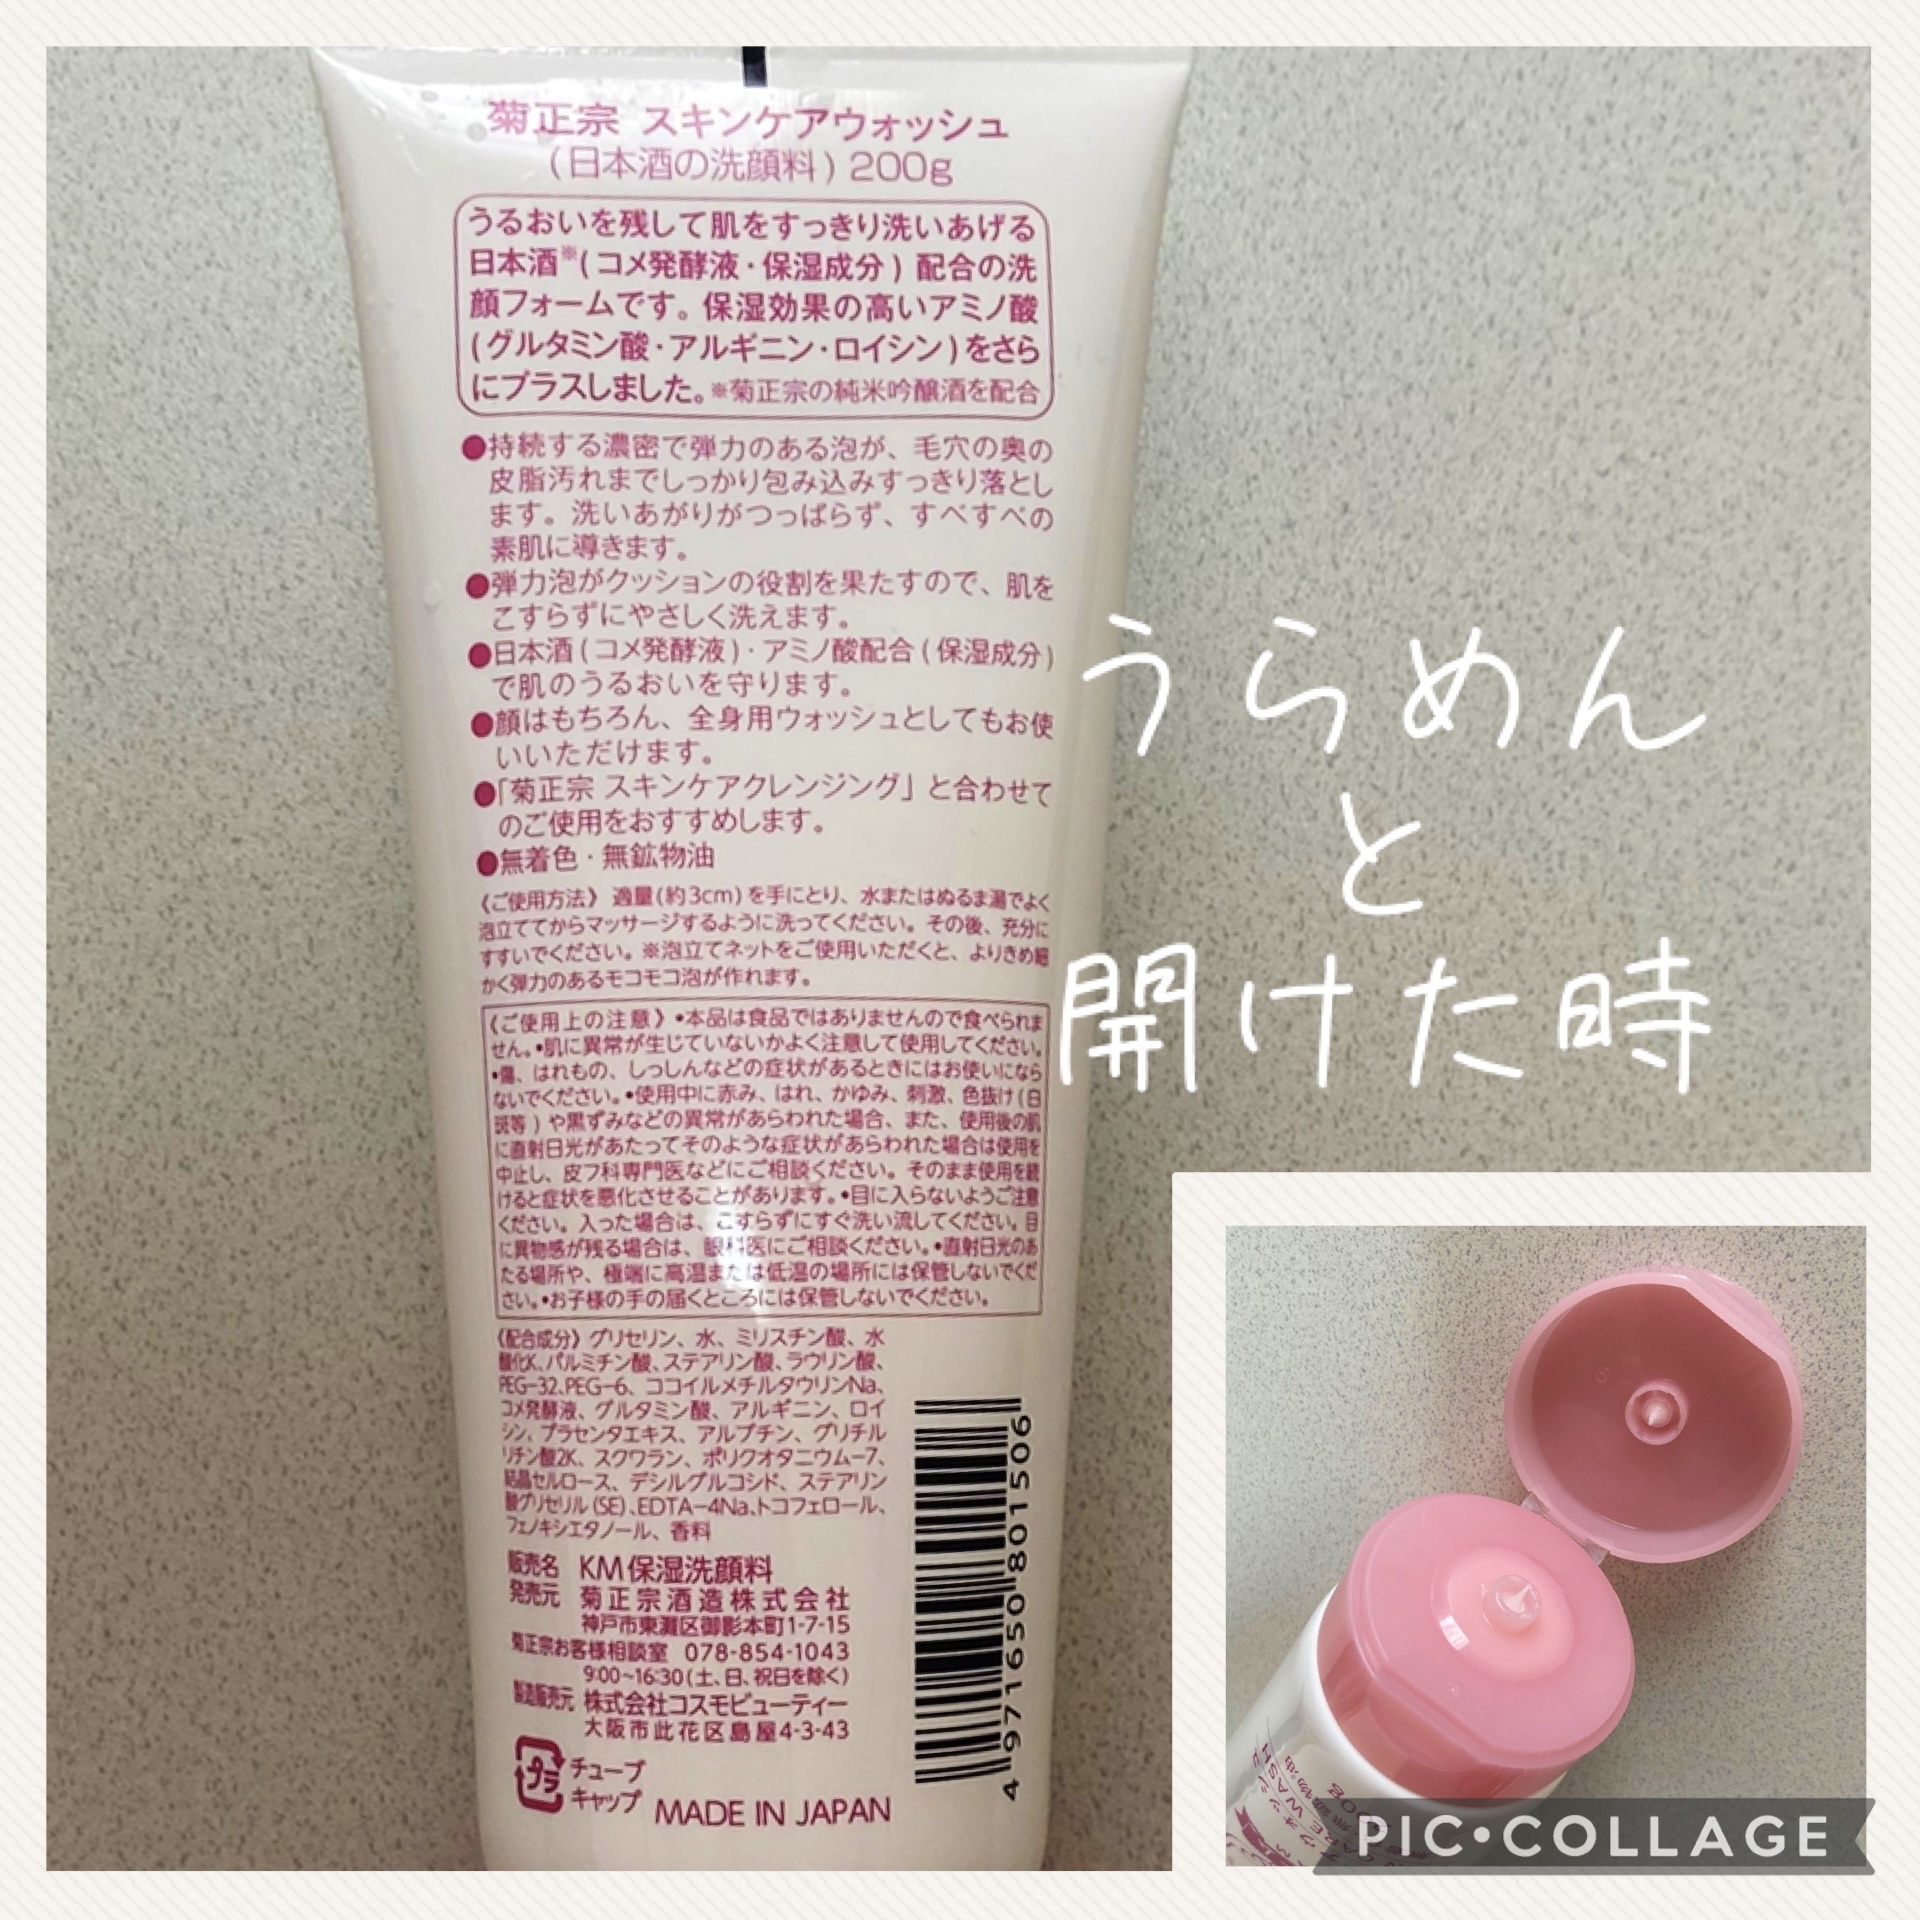 菊正宗 スキンケアウォッシュ
(日本酒の洗顔料) 200g
うるおいを残して肌をすっきり洗いあげる
日本酒※(コメ発酵液・保湿成分) 配合の洗
顔フォームです。保湿効果の高いアミノ酸
(グルタミン酸・アルギニン・ロイシン)をさら
にプラスしました。※菊正宗の純米吟醸酒を配合
●持続する濃密で弾力のある泡が、毛穴の奥の
皮脂汚れまでしっかり包み込みすっきり落とし
ます。洗いあがりがつっぱらず、すべすべの
素肌に導きます。
●弾力泡がクッションの役割を果たすので、肌を
こすらずにやさしく洗えます。
●日本酒(コメ発酵液)・アミノ酸配合(保湿成分)
で肌のうるおいを守ります。
●顔はもちろん、全身用ウォッシュとしてもお使
いいただけます。
●「菊正宗 スキンケアクレンジング」と合わせて
のご使用をおすすめします。
●無着色・無鉱物油
《ご使用方法》 適量(約3cm)を手にとり、水またはぬるま湯でよく
泡立ててからマッサージするように洗ってください。その後、充分に
すすいでください。※泡立てネットをご使用いただくと、よりきめ細
かく弾力のあるモコモコ泡が作れます。
《ご使用上の注意》•本品は食品ではありませんので食べられま
せん。•肌に異常が生じていないかよく注意して使用してください。
•傷、はれもの、しっしんなどの症状があるときにはお使いになら
ないでください。•使用中に赤み、はれ、かゆみ、刺激、色抜け(白
斑等)や黒ずみなどの異常があらわれた場合、また、使用後の肌
に直射日光があたってそのような症状があらわれた場合は使用を
中止し、皮フ科専門医などにご相談ください。そのまま使用を続
けると症状を悪化させることがあります。•目に入らないようご注意
ください。入った場合は、こすらずにすぐ洗い流してください。目
に異物感が残る場合は、眼科医にご相談ください。•直射日光のあ
たる場所や、極端に高温または低温の場所には保管しないでくだ
さい。•お子様の手の届くところには保管しないでください。
《配合成分》グリセリン、水、ミリスチン酸、水
酸化K、パルミチン酸、ステアリン酸、ラウリン酸、
PEG-32、PEG-6、ココイルメチルタウリンNa、
コメ発酵液、グルタミン酸、アルギニン、ロイ
シン、プラセンタエキス、アルブチン、グリチル
リチン酸2K、スクワラン、ポリクオタニウム-7、
結晶セルロース、デシルグルコシド、ステアリン
酸グリセリル(SE)、EDTA-4Na、トコフェロール、
フェノキシエタノール、香料
販売名 KM保湿洗顔料
発売元 菊正宗酒造株式会社
神戸市東灘区御影本町1-7-15
菊正宗お客様相談室 078-854-1043
9:00~16:30(土、日、祝日を除く)
製造販売元 株式会社コスモビューティー
大阪市此花区島屋4-3-43
プラ
チューブ
キャップ
MADE IN JAPAN
4971650801506
うらめん
と
開けた時
PIC•COLLAGE